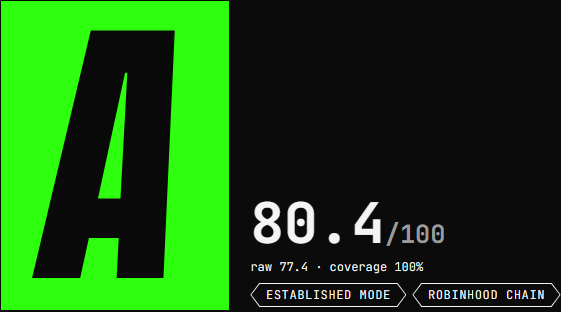 A
80.4/100
raw 77.4 · coverage 100%
ESTABLISHED MODE ROBINHOOD CHAIN